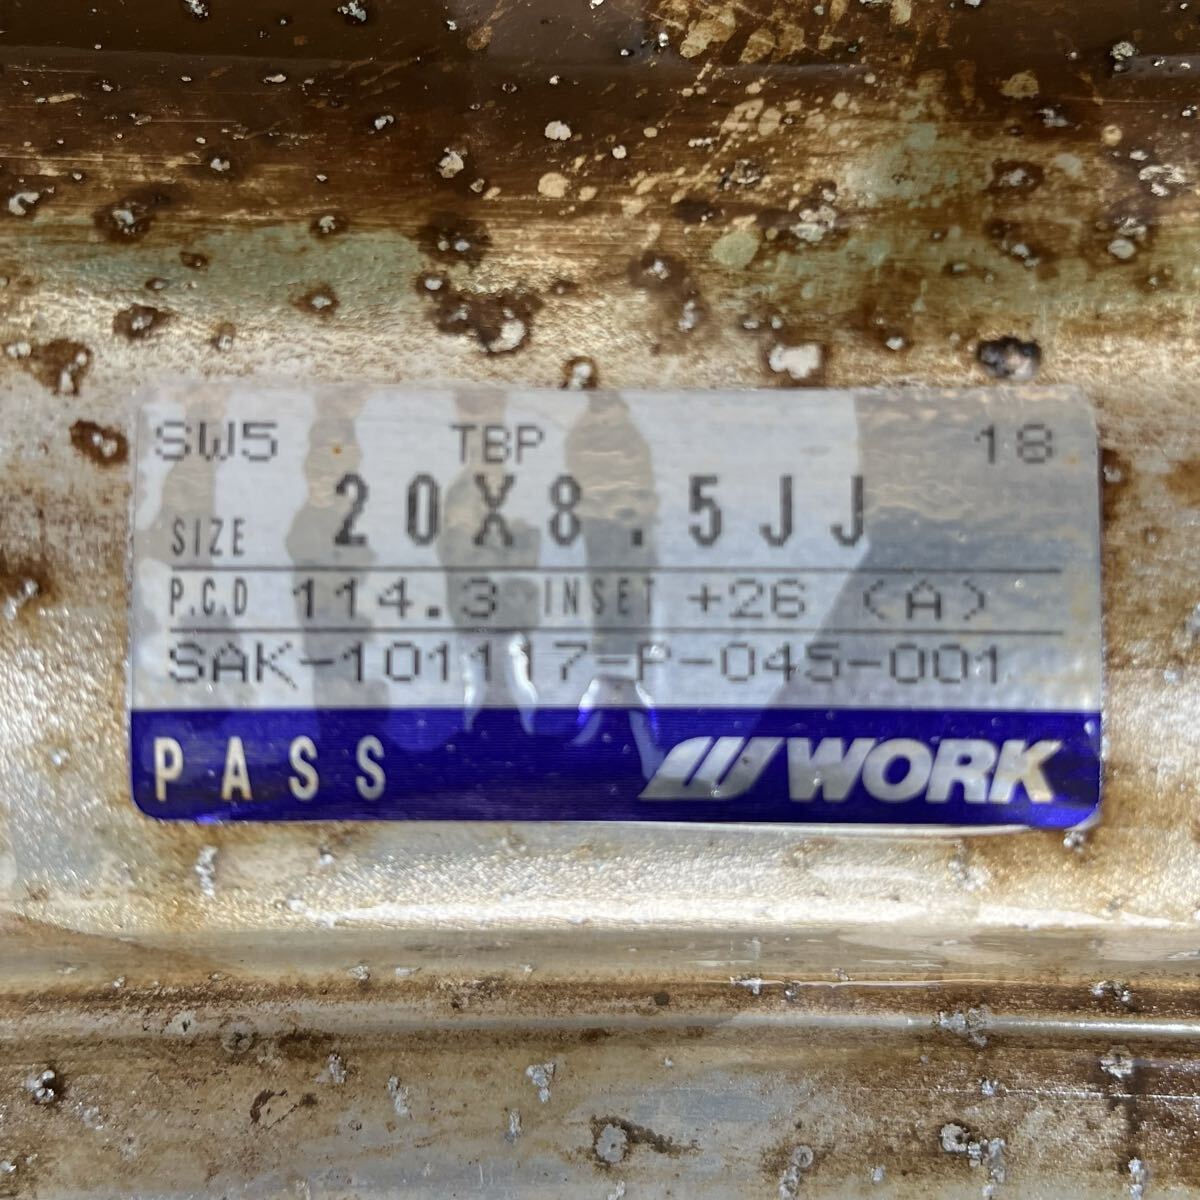 SW5 TBP 18
SIZE 20X8.5JJ
P.C.D 114.3 INSET +26 (A)
SAK-101117-P-045-001
PASS WORK